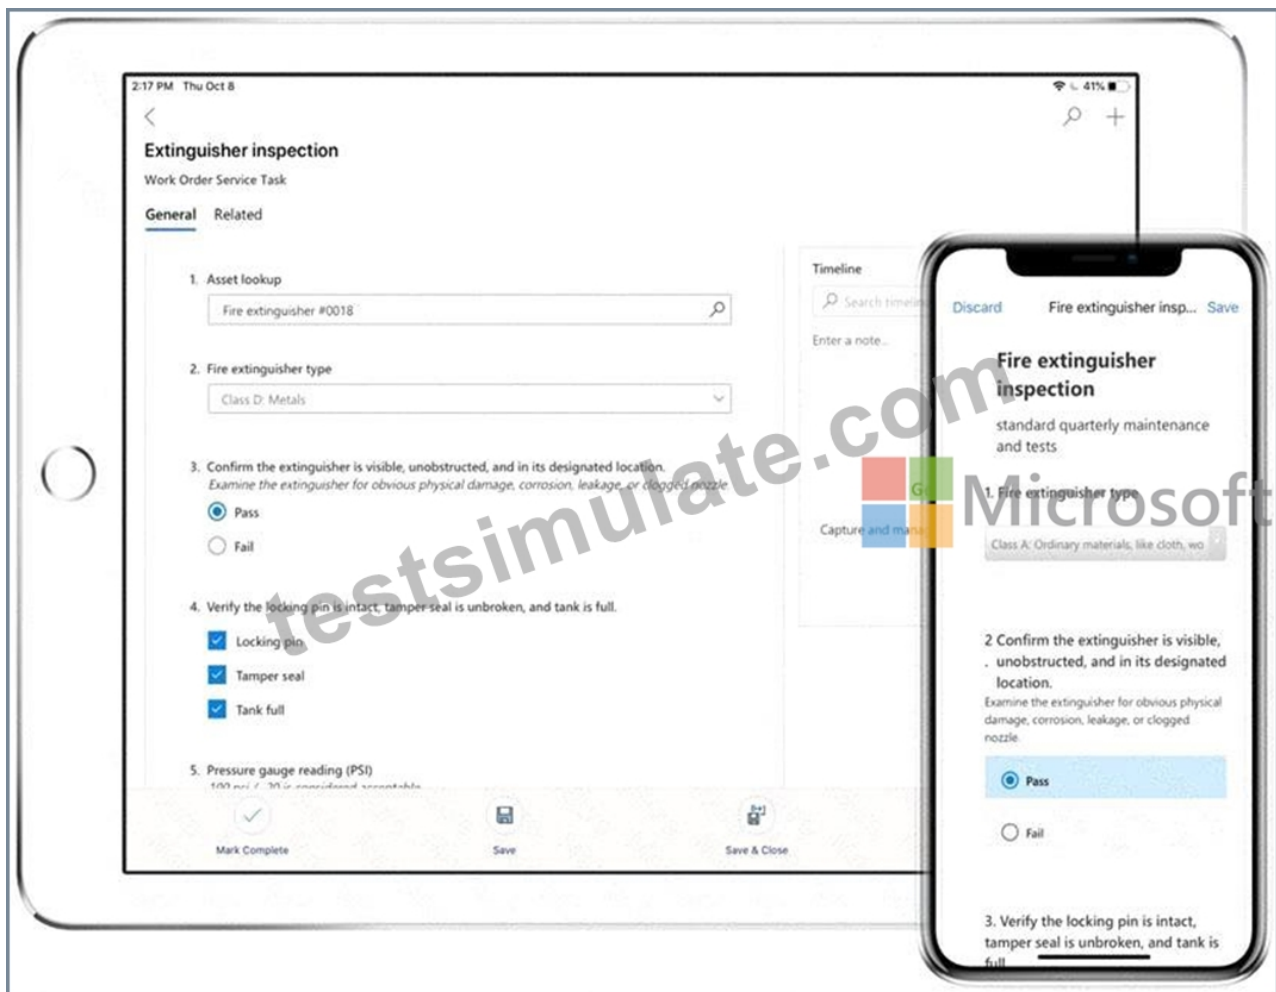 2:17 PM Thu Oct 8
41%
Extinguisher inspection
Work Order Service Task
General Related
1. Asset lookup
Fire extinguisher #0018
2. Fire extinguisher type
Class D: Metals
3. Confirm the extinguisher is visible, unobstructed, and in its designated location.
Examine the extinguisher for obvious physical damage, corrosion, leakage, or clogged nozzle
Pass
Fail
4. Verify the locking pin is intact, tamper seal is unbroken, and tank is full.
Locking pin
Tamper seal
Tank full
5. Pressure gauge reading (PSI)
Mark Complete
Save
Save & Close
Timeline
Search timeline
Enter a note...
Capture and
testsimulate.com
Microsoft
Discard Fire extinguisher insp... Save
Fire extinguisher
inspection
standard quarterly maintenance
and tests
1. Fire extinguisher type
Class A: Ordinary materials, like cloth, wo
2 Confirm the extinguisher is visible,
. unobstructed, and in its designated
location.
Examine the extinguisher for obvious physical
damage, corrosion, leakage, or clogged
nozzle.
Pass
Fail
3. Verify the locking pin is intact,
tamper seal is unbroken, and tank is
full